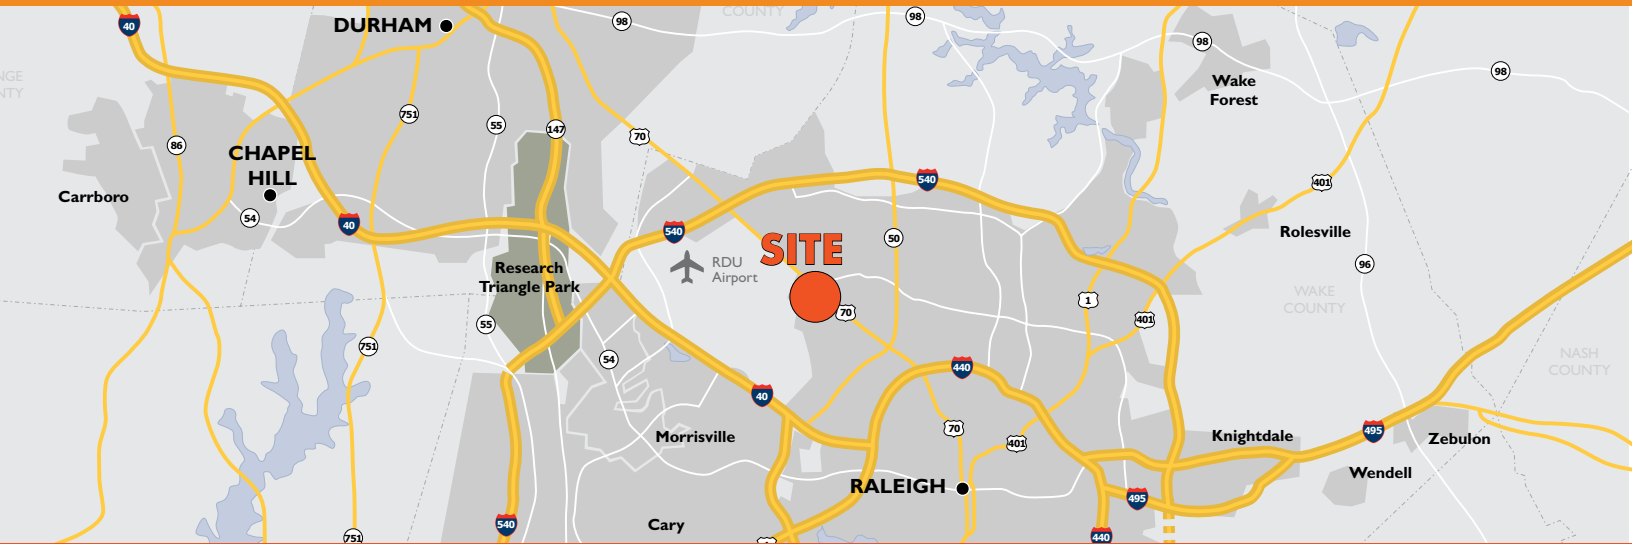 COUNTY
40
DURHAM
98
98
98
98
NGE
NTY
Wake
Forest
751
55
147
70
86
CHAPEL
HILL
Carrboro
54
40
540
540
401
50
SITE
Rolesville
RDU
Airport
Research
Triangle Park
96
WAKE
COUNTY
1
401
70
55
54
751
NASH
COUNTY
440
40
70
401
Morrisville
Knightdale
495
Zebulon
Wendell
RALEIGH
495
Cary
540
751
440